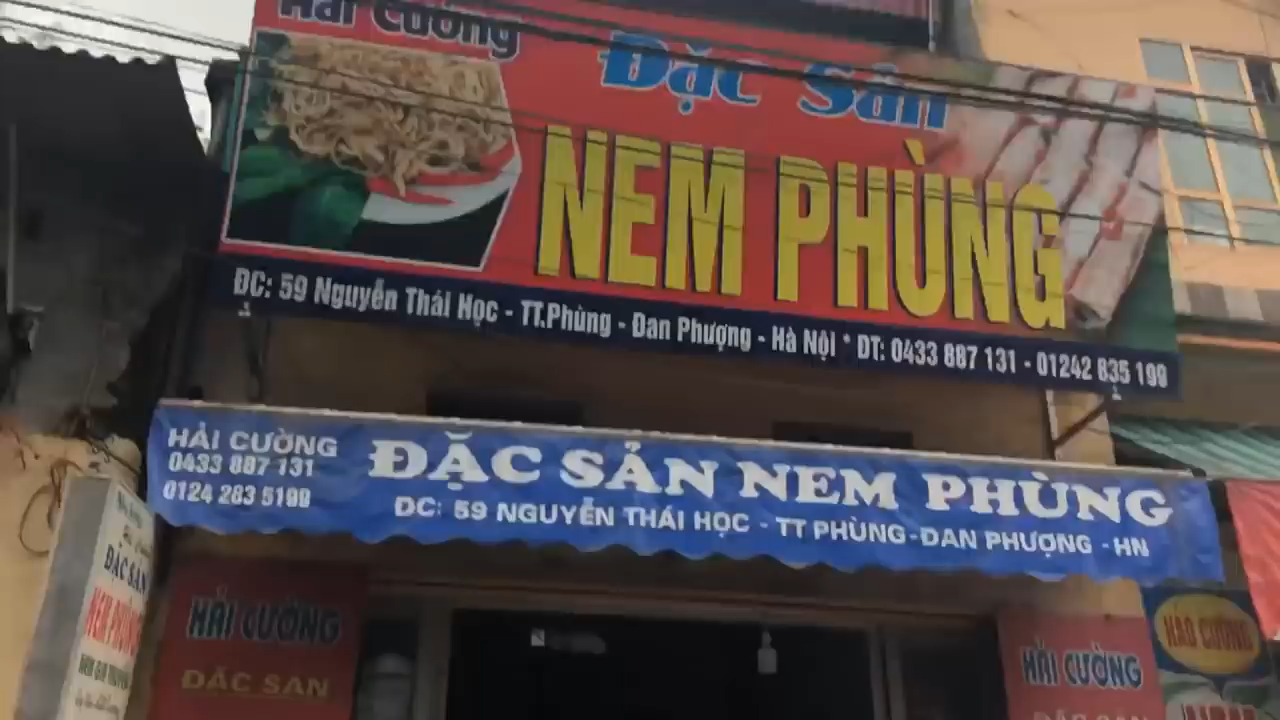 Hải Cường
Đặc Sản
NEM PHÙNG
ĐC: 59 Nguyễn Thái Học - TT.Phùng - Đan Phượng - Hà Nội * ĐT: 0433 887 131 - 01242 835 199
HẢI CƯỜNG
0433 887 131
0124 283 5199
ĐẶC SẢN NEM PHÙNG
ĐC: 59 NGUYỄN THÁI HỌC - TT PHÙNG - ĐAN PHƯỢNG - HN
ĐẶC SẢN
NEM PHÙNG
HẢI CƯỜNG
ĐẶC SẢN
HẢI CƯỜNG
ĐẶC SẢN
HÀO CƯỜNG